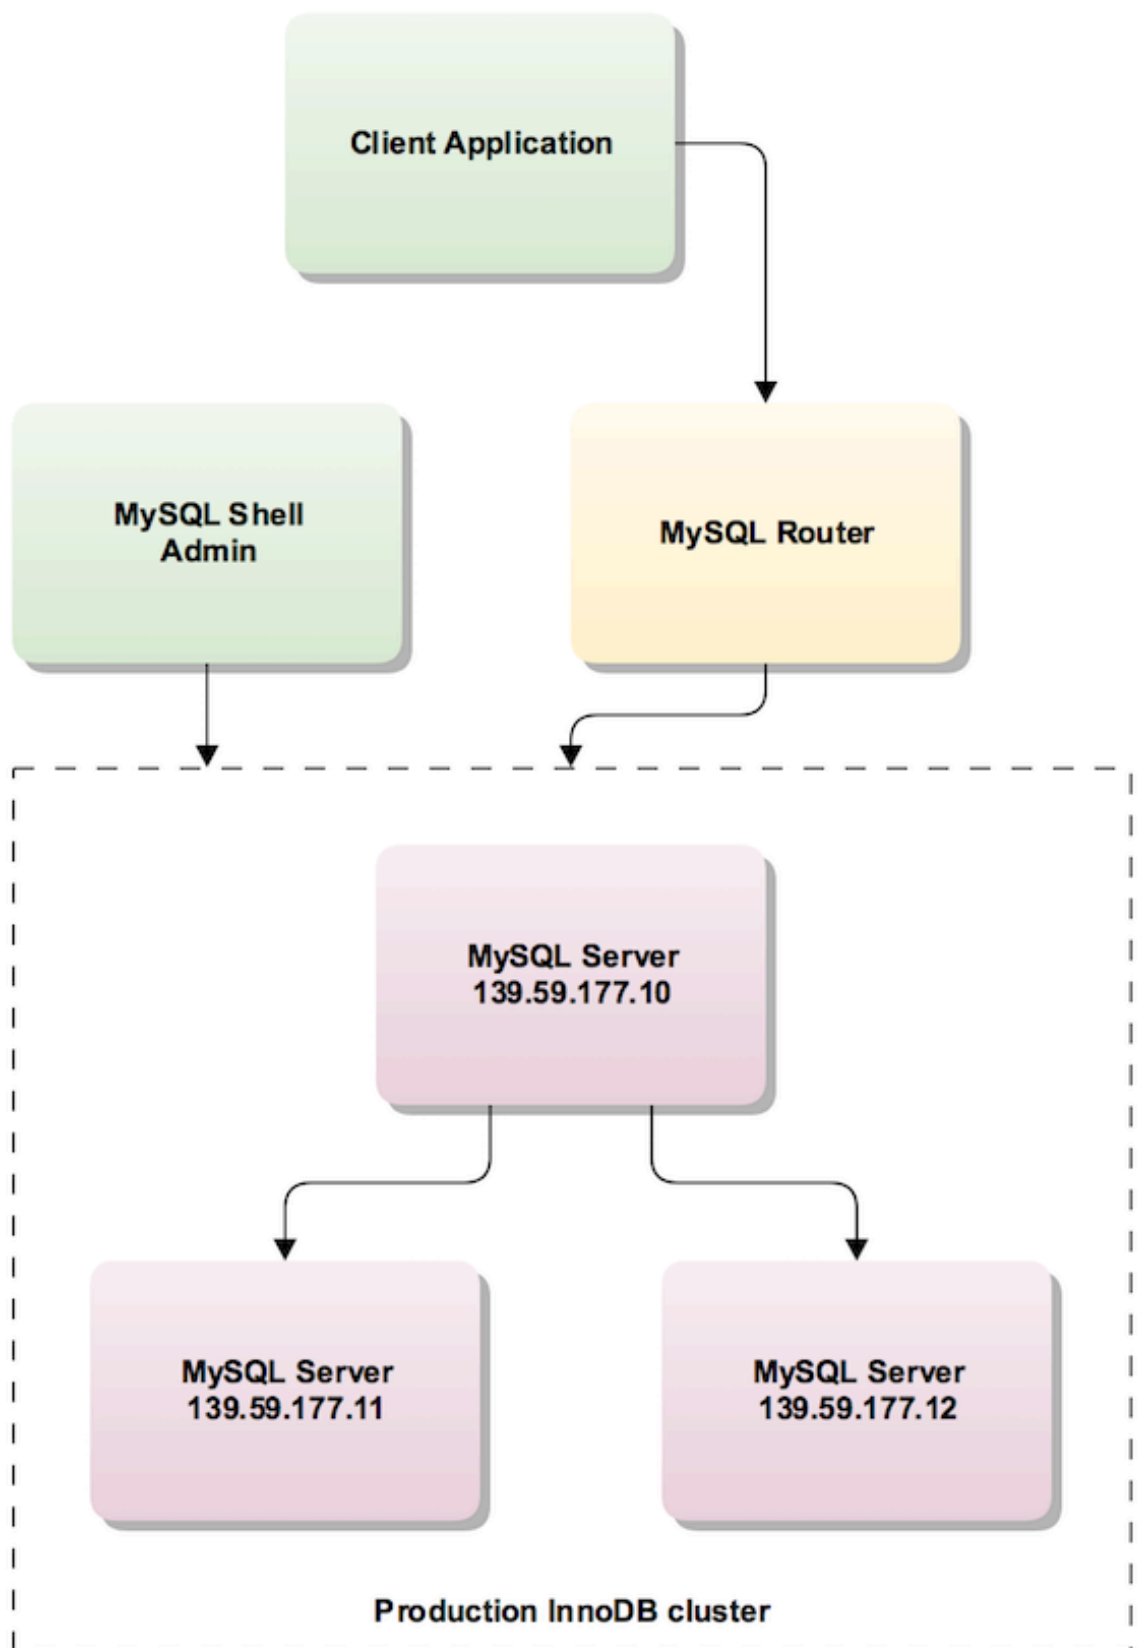 Client Application
MySQL Shell
Admin
MySQL Router
MySQL Server
139.59.177.10
MySQL Server
139.59.177.11
MySQL Server
139.59.177.12
Production InnoDB cluster